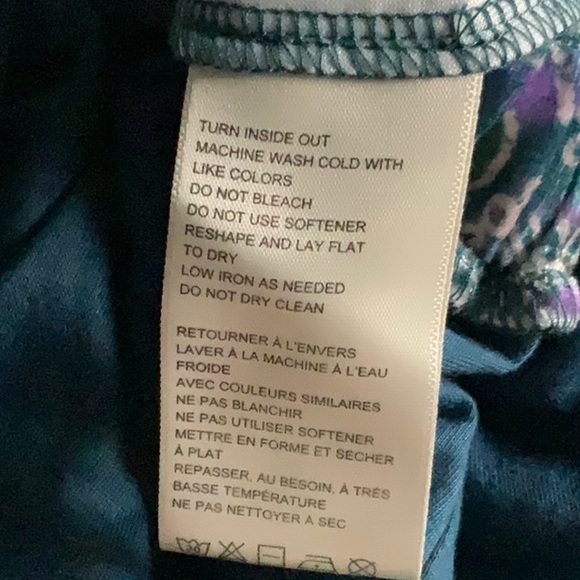 TURN INSIDE OUT
MACHINE WASH COLD WITH
LIKE COLORS
DO NOT BLEACH
DO NOT USE SOFTENER
RESHAPE AND LAY FLAT
TO DRY
LOW IRON AS NEEDED
DO NOT DRY CLEAN
RETOURNER À L'ENVERS
LAVER À LA MACHINE À L'EAU
FROIDE
AVEC COULEURS SIMILAIRES
NE PAS BLANCHIR
NE PAS UTILISER SOFTENER
METTRE EN FORME ET SÉCHER
À PLAT
REPASSER, AU BESOIN, À TRÈS
BASSE TEMPÉRATURE
NE PAS NETTOYER À SEC